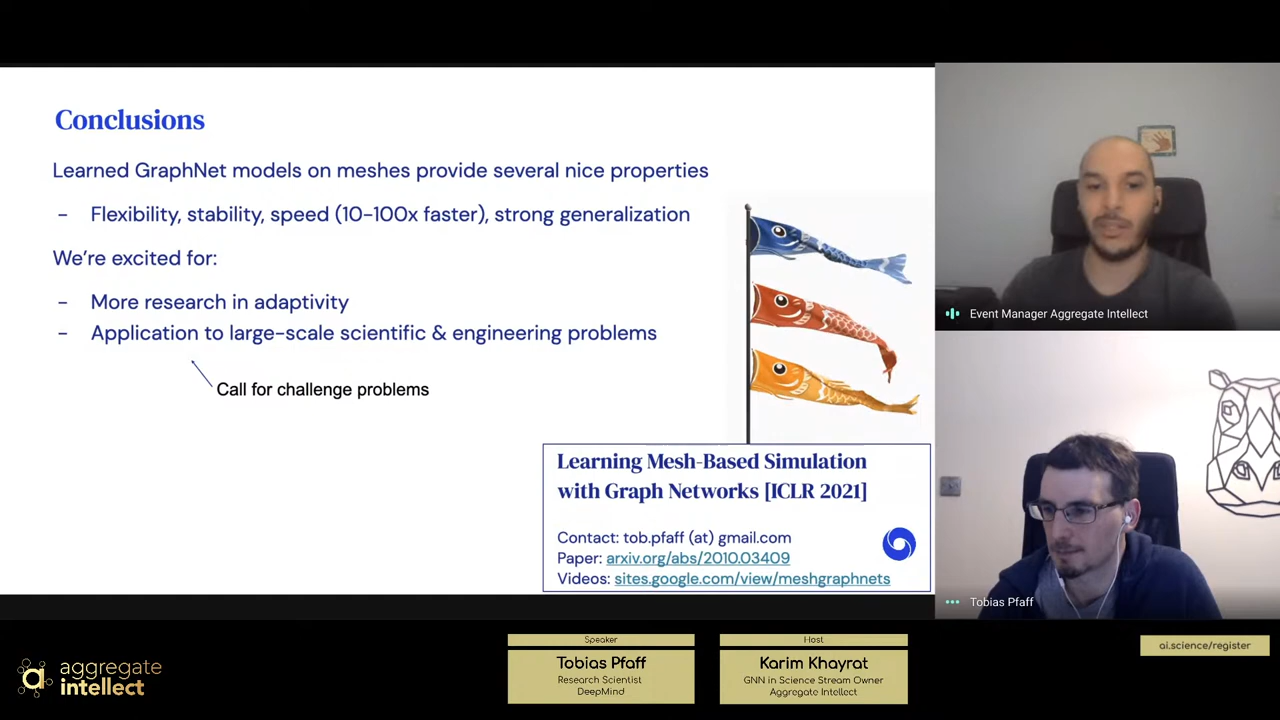 Conclusions
Learned GraphNet models on meshes provide several nice properties
- Flexibility, stability, speed (10-100x faster), strong generalization
We're excited for:
- More research in adaptivity
- Application to large-scale scientific & engineering problems
Call for challenge problems
Learning Mesh-Based Simulation
with Graph Networks [ICLR 2021]
Contact: tob.pfaff (at) gmail.com
Paper: arxiv.org/abs/2010.03409
Videos: sites.google.com/view/meshgraphnets
Event Manager Aggregate Intellect
Tobias Pfaff
aggregate
intellect
Speaker
Tobias Pfaff
Research Scientist
DeepMind
Host
Karim Khayrat
GNN in Science Stream Owner
Aggregate Intellect
ai.science/register